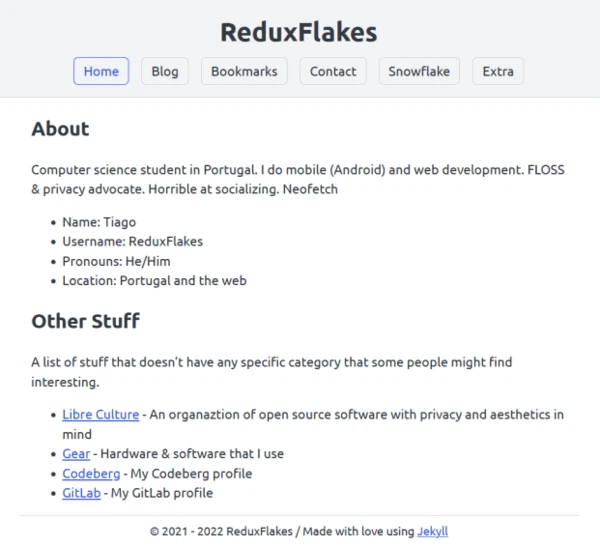 ReduxFlakes
Home Blog Bookmarks Contact Snowflake Extra
About
Computer science student in Portugal. I do mobile (Android) and web development. FLOSS
& privacy advocate. Horrible at socializing. Neofetch
• Name: Tiago
• Username: ReduxFlakes
• Pronouns: He/Him
• Location: Portugal and the web
Other Stuff
A list of stuff that doesn't have any specific category that some people might find
interesting.
• Libre Culture - An organaztion of open source software with privacy and aesthetics in
mind
• Gear - Hardware & software that I use
• Codeberg - My Codeberg profile
• GitLab - My GitLab profile
© 2021 - 2022 ReduxFlakes / Made with love using Jekyll